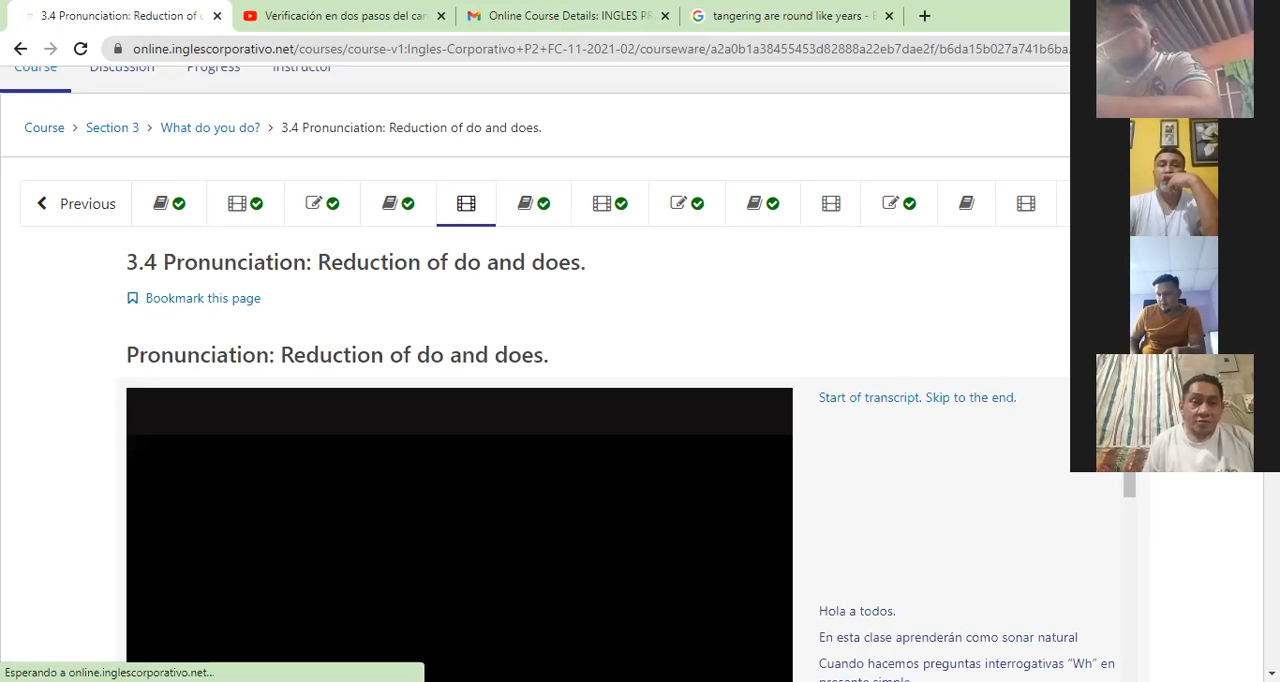 3.4 Pronunciation: Reduction of
Verificación en dos pasos del can
Online Course Details: INGLES PR
tangering are round like years -
online.inglescorporativo.net/courses/course-v1:Ingles-Corporativo+P2+FC-11-2021-02/courseware/a2a0b1a38455453d82888a22eb7dae2f/b6da15b027a741b6ba
Course Discussion Progress Instructor
Course > Section 3 > What do you do? > 3.4 Pronunciation: Reduction of do and does.
Previous
3.4 Pronunciation: Reduction of do and does.
Bookmark this page
Pronunciation: Reduction of do and does.
Start of transcript. Skip to the end.
Hola a todos.
En esta clase aprenderán como sonar natural
Cuando hacemos preguntas interrogativas “Wh” en
presente simple
Esperando a online.inglescorporativo.net...